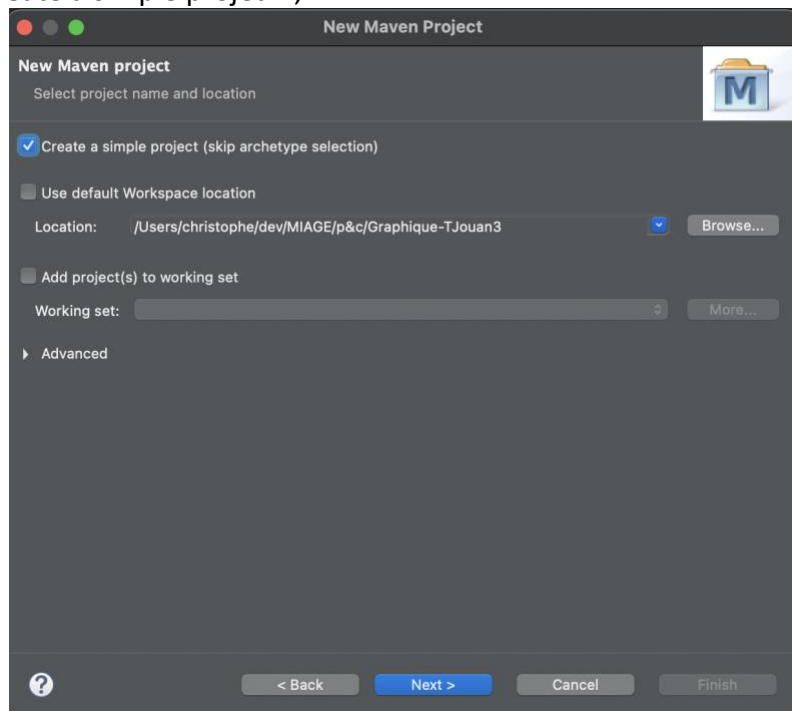 New Maven Project
New Maven project
Select project name and location
M
Create a simple project (skip archetype selection)
Use default Workspace location
Location: /Users/christophe/dev/MIAGE/p&c/Graphique-TJouan3 Browse...
Add project(s) to working set
Working set: More...
Advanced
? < Back Next > Cancel Finish